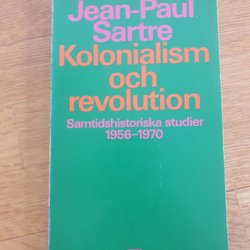 Jean-Paul
Sartre
Kolonialism
och
revolution
Samtidshistoriska studier
1956–1970